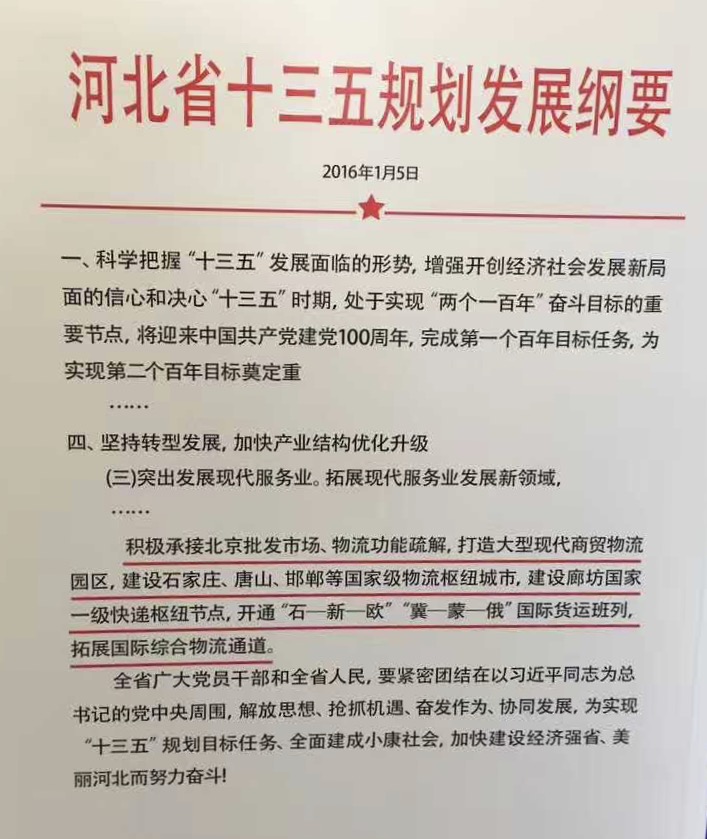 河北省十三五规划发展纲要
2016年1月5日
一、科学把握“十三五”发展面临的形势, 增强开创经济社会发展新局
面的信心和决心“十三五”时期, 处于实现“两个一百年”奋斗目标的重
要节点, 将迎来中国共产党建党100周年, 完成第一个百年目标任务, 为
实现第二个百年目标奠定重
……
四、坚持转型发展, 加快产业结构优化升级
(三)突出发展现代服务业。拓展现代服务业发展新领域,
……
积极承接北京批发市场、物流功能疏解, 打造大型现代商贸物流
园区, 建设石家庄、唐山、邯郸等国家级物流枢纽城市, 建设廊坊国家
一级快递枢纽节点, 开通“石—新—欧”“冀—蒙—俄”国际货运班列,
拓展国际综合物流通道。
全省广大党员干部和全省人民, 要紧密团结在以习近平同志为总
书记的党中央周围, 解放思想、抢抓机遇、奋发作为、协同发展, 为实现
“十三五”规划目标任务、全面建成小康社会, 加快建设经济强省、美
丽河北而努力奋斗!